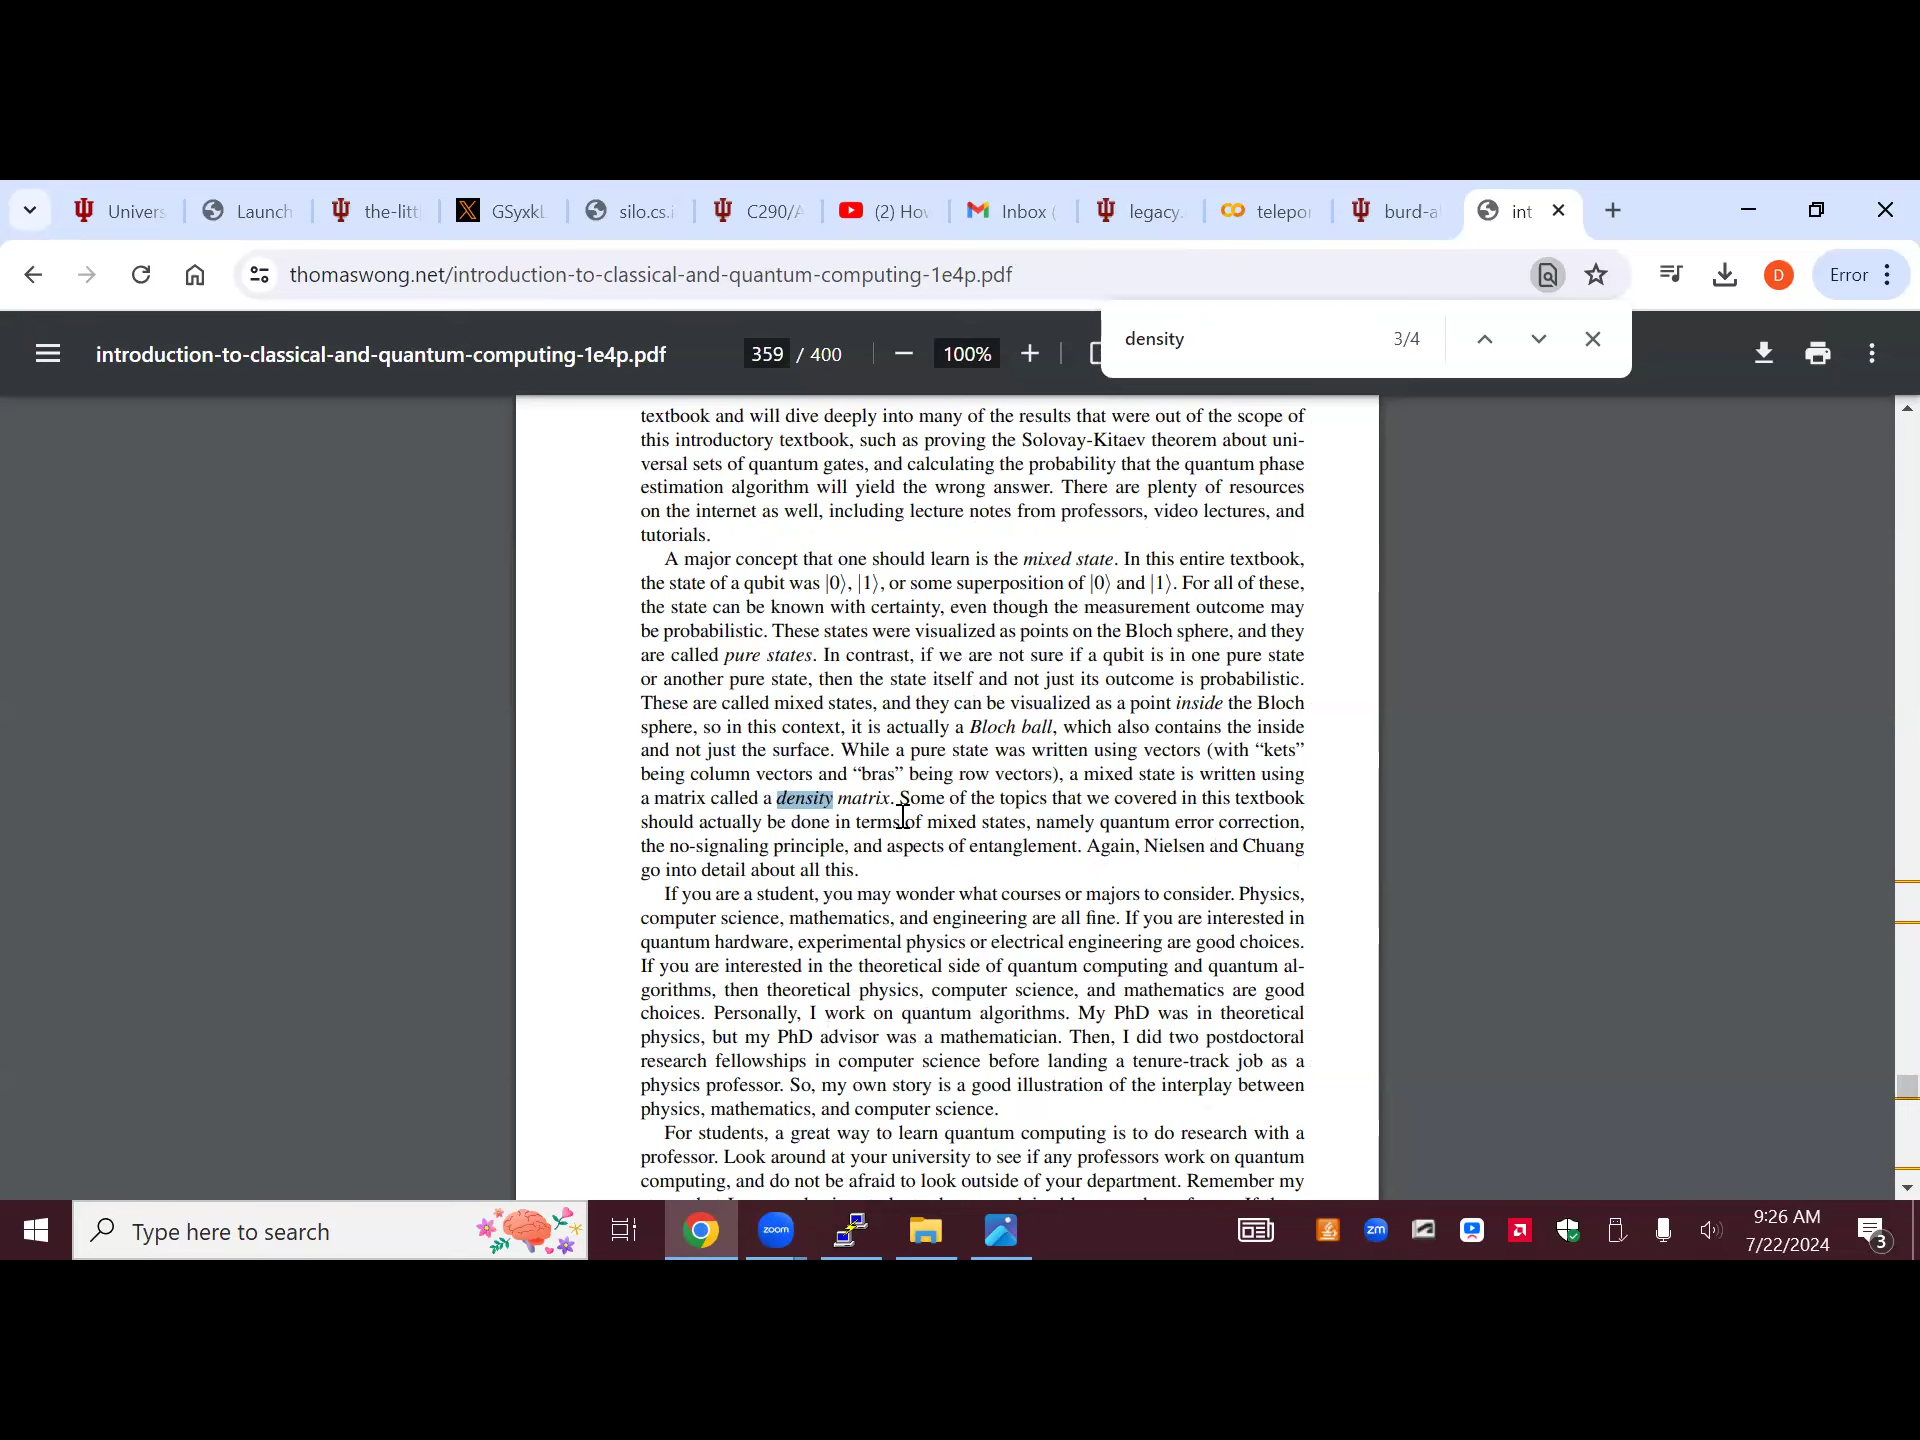 Univers
Launch
the-litt
GSyxkL
silo.cs.i
C290/A
(2) Hov
Inbox (
legacy.
telepor
burd-a
int
thomaswong.net/introduction-to-classical-and-quantum-computing-1e4p.pdf
D
Error
density
3/4
introduction-to-classical-and-quantum-computing-1e4p.pdf
359 / 400
100%
textbook and will dive deeply into many of the results that were out of the scope of
this introductory textbook, such as proving the Solovay-Kitaev theorem about uni-
versal sets of quantum gates, and calculating the probability that the quantum phase
estimation algorithm will yield the wrong answer. There are plenty of resources
on the internet as well, including lecture notes from professors, video lectures, and
tutorials.
A major concept that one should learn is the mixed state. In this entire textbook,
the state of a qubit was |0⟩, |1⟩, or some superposition of |0⟩ and |1⟩. For all of these,
the state can be known with certainty, even though the measurement outcome may
be probabilistic. These states were visualized as points on the Bloch sphere, and they
are called pure states. In contrast, if we are not sure if a qubit is in one pure state
or another pure state, then the state itself and not just its outcome is probabilistic.
These are called mixed states, and they can be visualized as a point inside the Bloch
sphere, so in this context, it is actually a Bloch ball, which also contains the inside
and not just the surface. While a pure state was written using vectors (with “kets”
being column vectors and “bras” being row vectors), a mixed state is written using
a matrix called a density matrix. Some of the topics that we covered in this textbook
should actually be done in terms of mixed states, namely quantum error correction,
the no-signaling principle, and aspects of entanglement. Again, Nielsen and Chuang
go into detail about all this.
If you are a student, you may wonder what courses or majors to consider. Physics,
computer science, mathematics, and engineering are all fine. If you are interested in
quantum hardware, experimental physics or electrical engineering are good choices.
If you are interested in the theoretical side of quantum computing and quantum al-
gorithms, then theoretical physics, computer science, and mathematics are good
choices. Personally, I work on quantum algorithms. My PhD was in theoretical
physics, but my PhD advisor was a mathematician. Then, I did two postdoctoral
research fellowships in computer science before landing a tenure-track job as a
physics professor. So, my own story is a good illustration of the interplay between
physics, mathematics, and computer science.
For students, a great way to learn quantum computing is to do research with a
professor. Look around at your university to see if any professors work on quantum
computing, and do not be afraid to look outside of your department. Remember my
Type here to search
zoom
zm
9:26 AM
7/22/2024
3